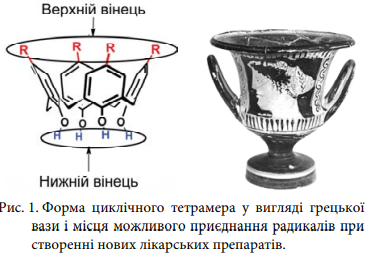 Верхній вінець
R R R R
O O O O
H H H H
Нижній вінець
Рис. 1. Форма циклічного тетрамера у вигляді грецької
вази і місця можливого приєднання радикалів при
створенні нових лікарських препаратів.